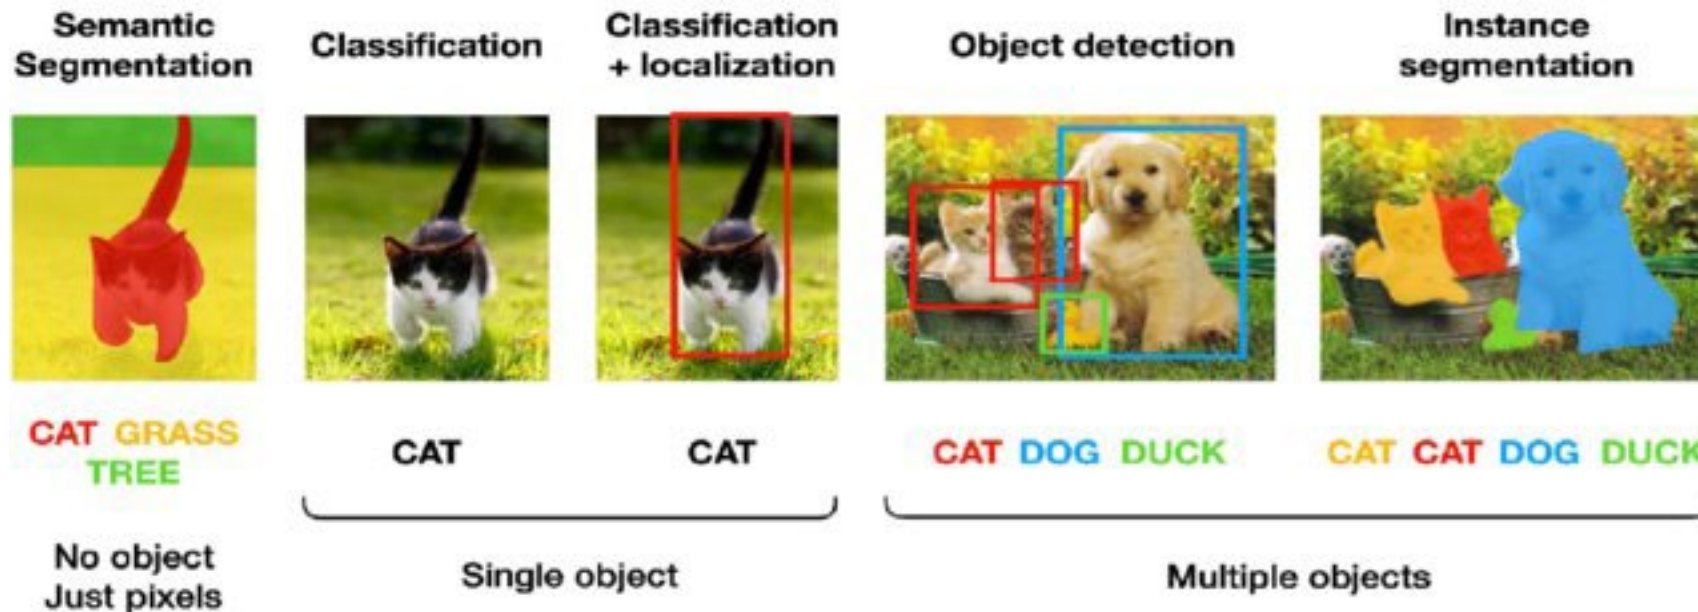 Semantic
Segmentation
Classification
Classification
+ localization
Object detection
Instance
segmentation
CAT GRASS
TREE
CAT
CAT
CAT DOG DUCK
CAT CAT DOG DUCK
No object
Just pixels
Single object
Multiple objects